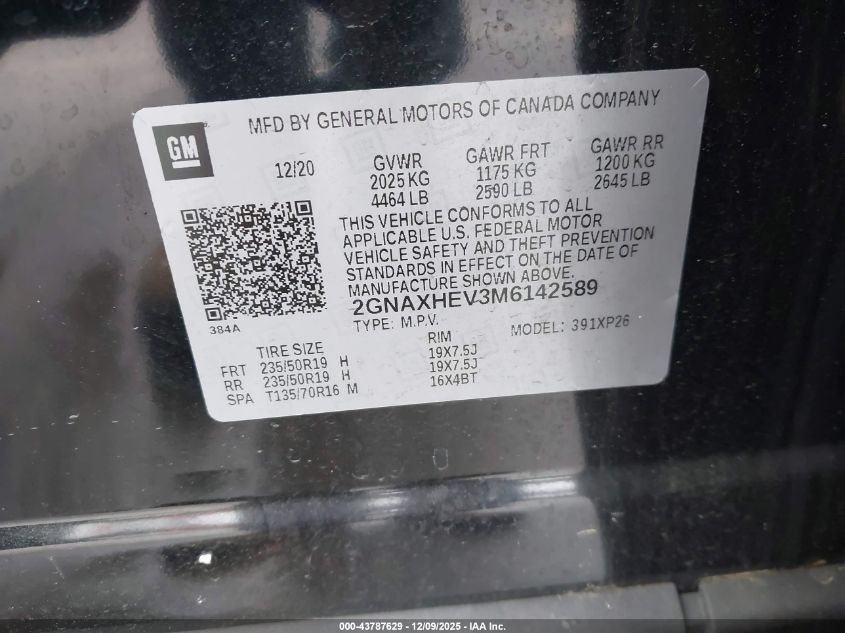 MFD BY GENERAL MOTORS OF CANADA COMPANY
GM
12/20
GVWR
2025 KG
4464 LB
GAWR FRT
1175 KG
2590 LB
GAWR RR
1200 KG
2645 LB
THIS VEHICLE CONFORMS TO ALL
APPLICABLE U.S. FEDERAL MOTOR
VEHICLE SAFETY AND THEFT PREVENTION
STANDARDS IN EFFECT ON THE DATE OF
MANUFACTURE SHOWN ABOVE.
2GNAXHEV3M6142589
384A
TYPE: M.P.V. MODEL: 391XP26
TIRE SIZE RIM
FRT 235/50R19 H 19X7.5J
RR 235/50R19 H 19X7.5J
SPA T135/70R16 M 16X4BT
000-43787629 - 12/09/2025 - IAA Inc.